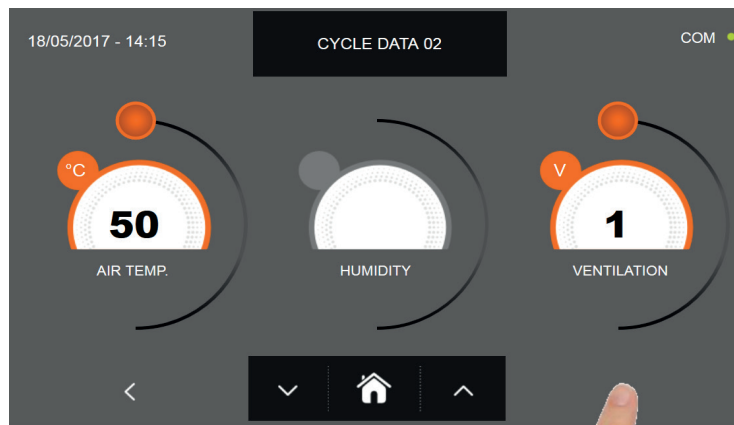 18/05/2017 - 14:15
CYCLE DATA 02
COM
°C
V
50
1
AIR TEMP.
HUMIDITY
VENTILATION